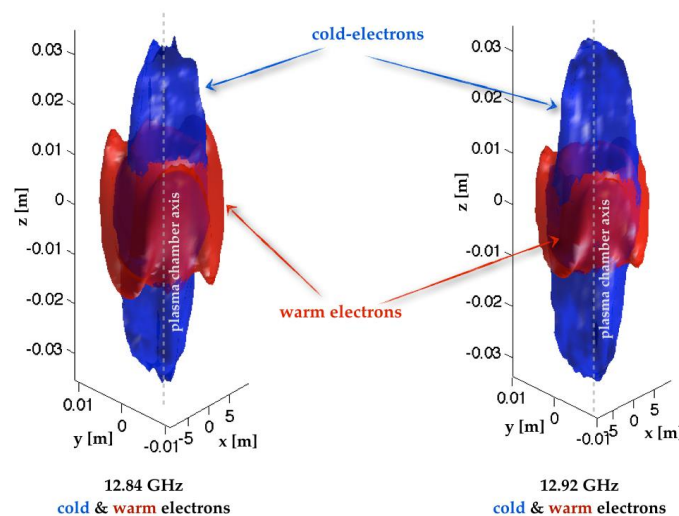 cold-electrons
0.03
0.02
0.01
0
-0.01
-0.02
-0.03
z [m]
plasma chamber axis
0.01
0
-0.01
y [m]
-5
0
5
x [m]
warm electrons
0.03
0.02
0.01
0
-0.01
-0.02
-0.03
z [m]
plasma chamber axis
0.01
0
-0.01
y [m]
0
5
x [m]
12.84 GHz
cold & warm electrons
12.92 GHz
cold & warm electrons